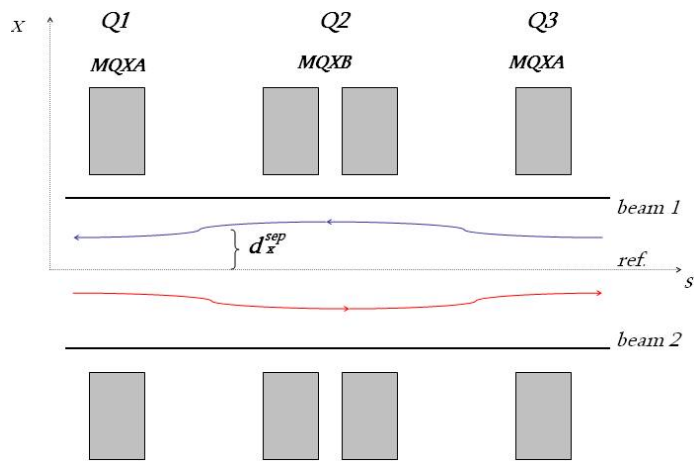 x
Q1 Q2 Q3
MQXA MQXB MQXA
beam 1
d_x^sep
ref.
s
beam 2